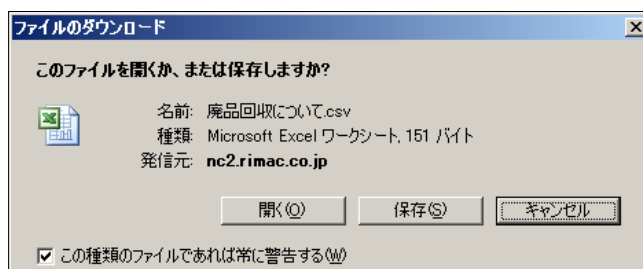 ファイルのダウンロード
このファイルを開くか、または保存しますか?
名前: 廃品回収について.csv
種類: Microsoft Excel ワークシート, 151 バイト
発信元: nc2.rimac.co.jp
開く(O) 保存(S) キャンセル
この種類のファイルであれば常に警告する(W)